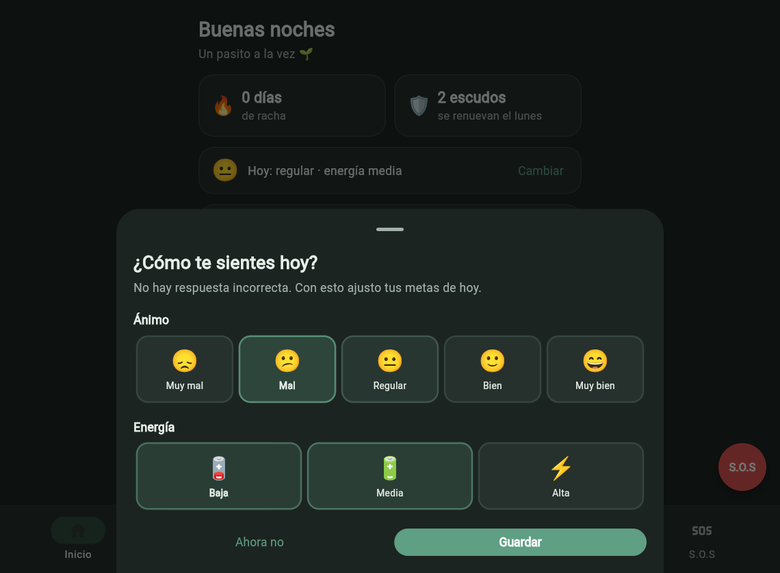 Buenas noches
Un pasito a la vez 🌱
0 días
de racha
2 escudos
se renuevan el lunes
Hoy: regular · energía media
Cambiar
¿Cómo te sientes hoy?
No hay respuesta incorrecta. Con esto ajusto tus metas de hoy.
Ánimo
Muy mal
Mal
Regular
Bien
Muy bien
Energía
Baja
Media
Alta
Ahora no
Guardar
S.O.S
Inicio
SOS
S.O.S